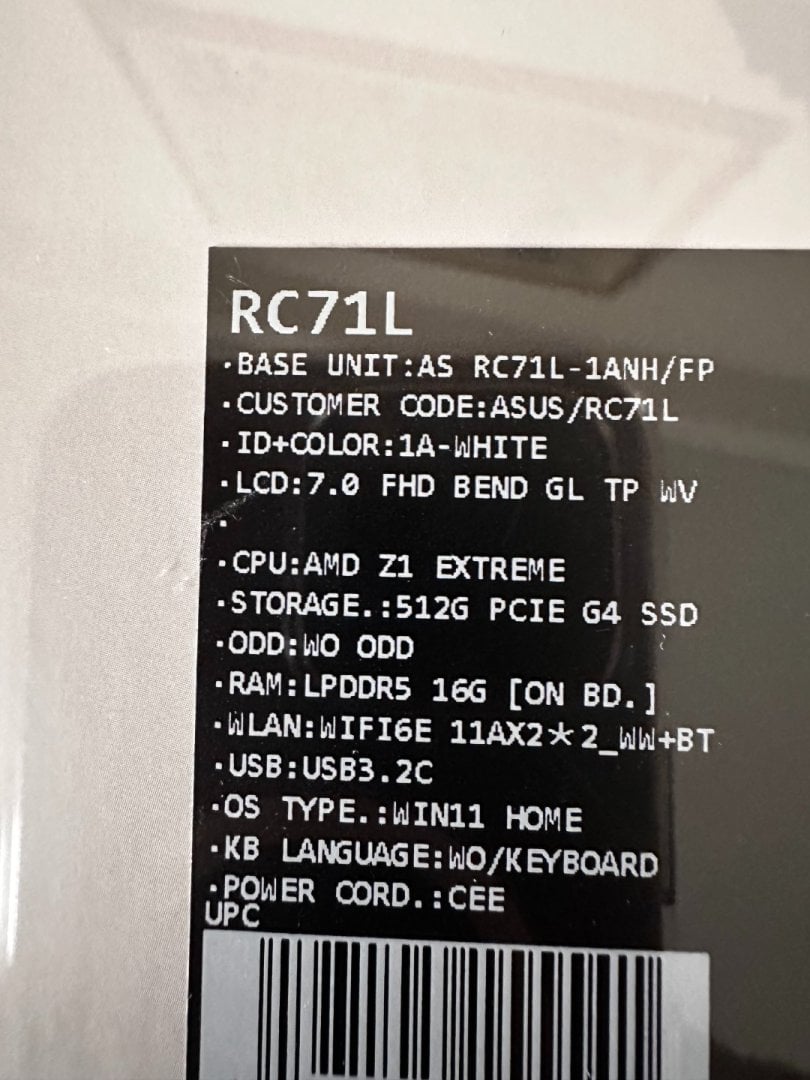 RC71L
·BASE UNIT:AS RC71L-1ANH/FP
·CUSTOMER CODE:ASUS/RC71L
·ID+COLOR:1A-WHITE
·LCD:7.0 FHD BEND GL TP WV
·
·CPU:AMD Z1 EXTREME
·STORAGE.:512G PCIE G4 SSD
·ODD:WO ODD
·RAM:LPDDR5 16G [ON BD.]
·WLAN:WIFI6E 11AX2*2_WW+BT
·USB:USB3.2C
·OS TYPE.:WIN11 HOME
·KB LANGUAGE:WO/KEYBOARD
·POWER CORD.:CEE
UPC